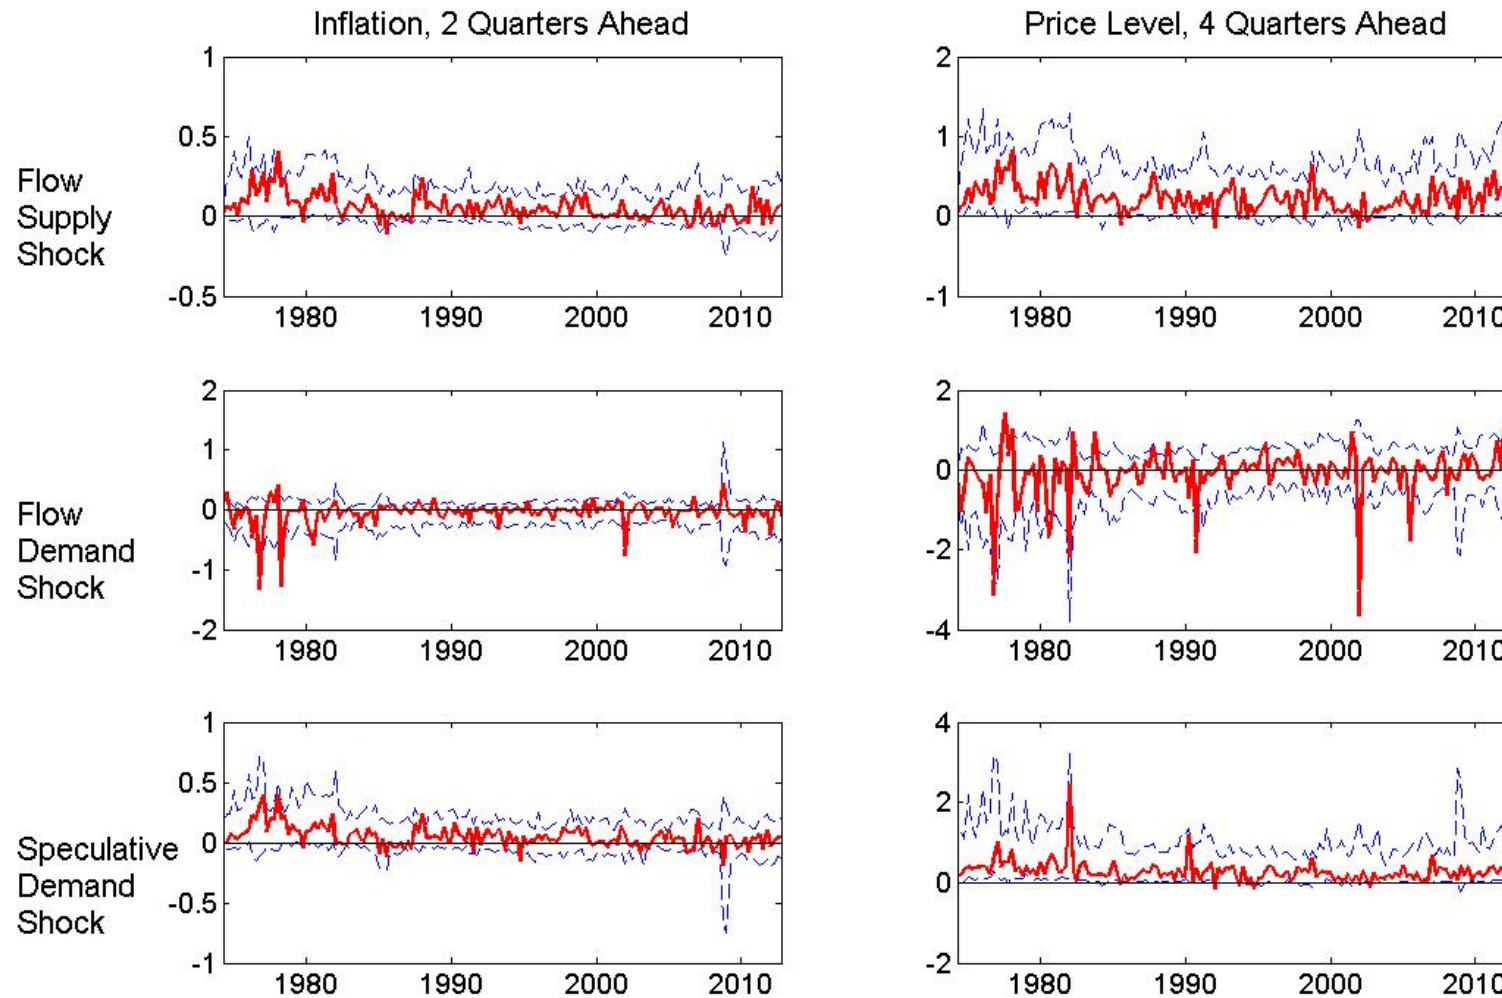 Inflation, 2 Quarters Ahead
Price Level, 4 Quarters Ahead
Flow
Supply
Shock
1
0.5
0
-0.5
1980 1990 2000 2010
2
1
0
-1
1980 1990 2000 2010
Flow
Demand
Shock
2
1
0
-1
-2
1980 1990 2000 2010
2
0
-2
-4
1980 1990 2000 2010
Speculative
Demand
Shock
1
0.5
0
-0.5
-1
1980 1990 2000 2010
4
2
0
-2
1980 1990 2000 2010